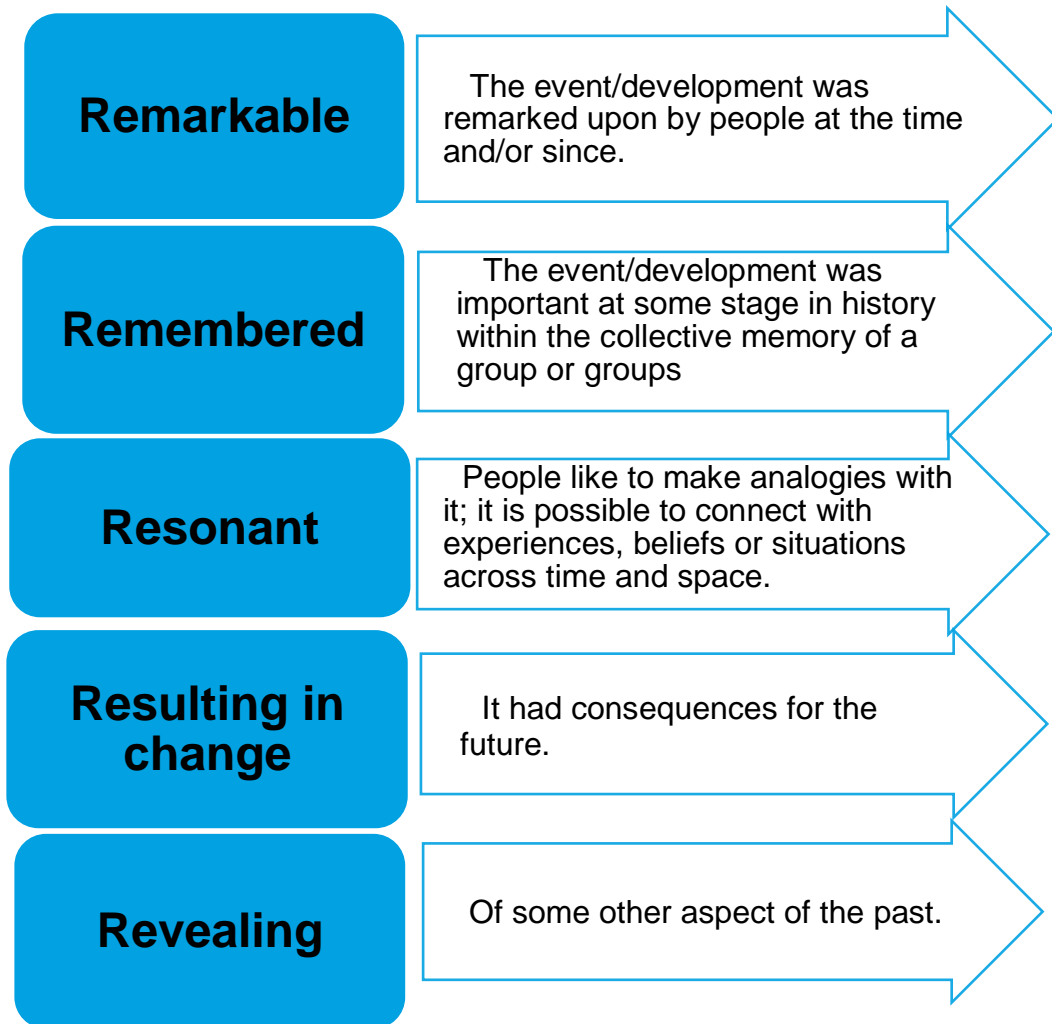 Remarkable
The event/development was
remarked upon by people at the time
and/or since.
Remembered
The event/development was
important at some stage in history
within the collective memory of a
group or groups
Resonant
People like to make analogies with
it; it is possible to connect with
experiences, beliefs or situations
across time and space.
Resulting in
change
It had consequences for the
future.
Revealing
Of some other aspect of the past.